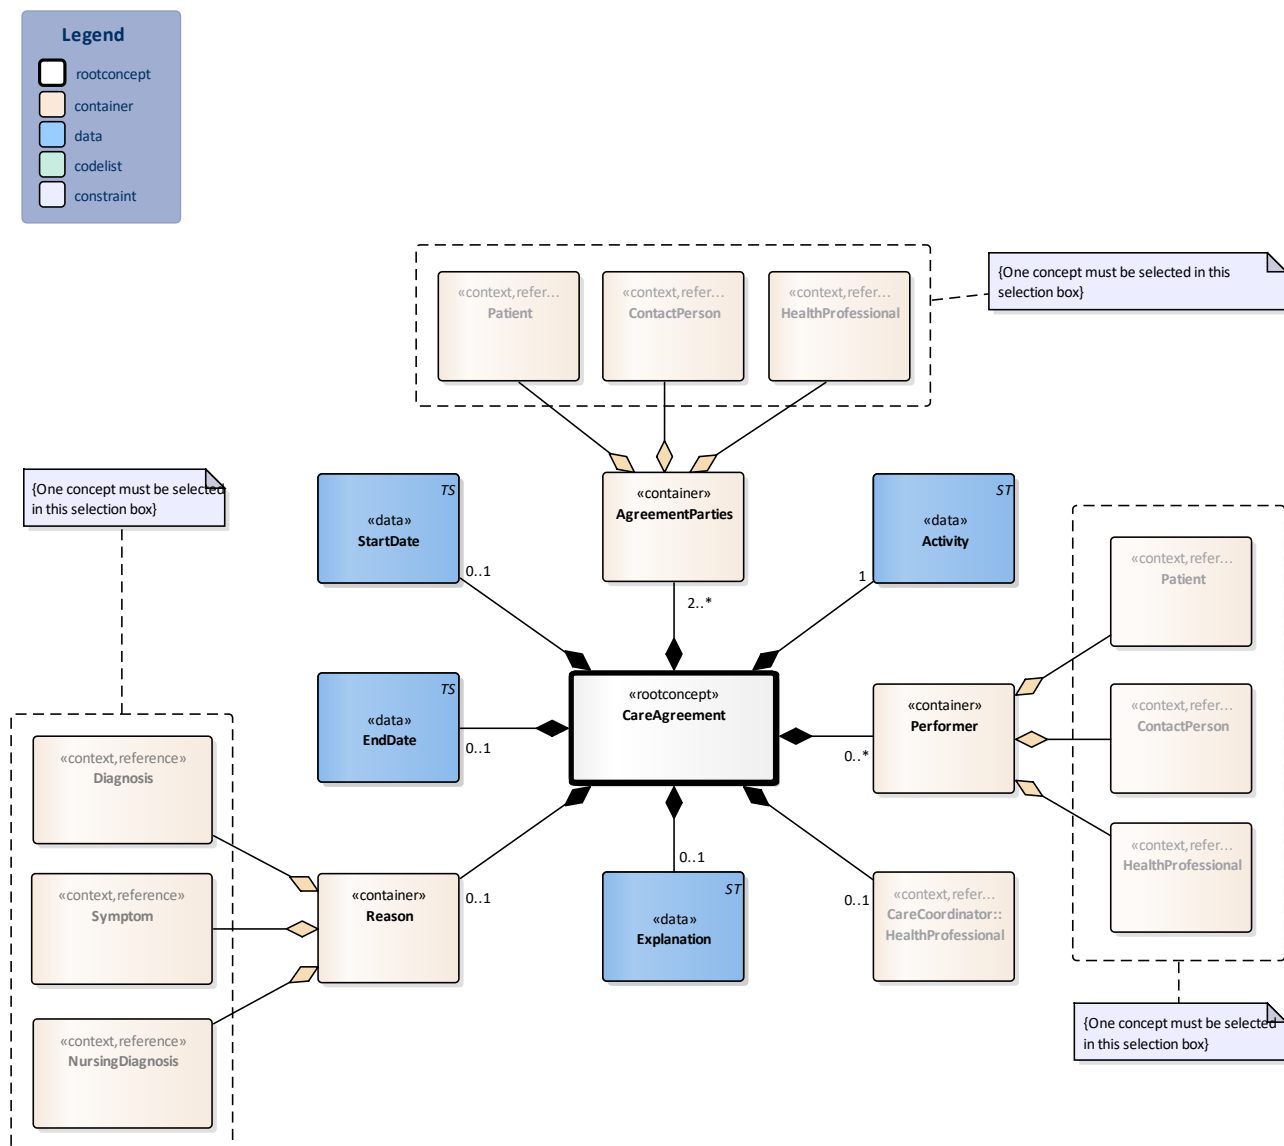 Legend
rootconcept
container
data
codelist
constraint
{One concept must be selected in this
selection box}
«context,refer...
Patient
«context,refer...
ContactPerson
«context,refer...
HealthProfessional
{One concept must be selected
in this selection box}
TS
«data»
StartDate
0..1
«container»
AgreementParties
2..*
ST
«data»
Activity
1
«context,refer...
Patient
TS
«data»
EndDate
0..1
«rootconcept»
CareAgreement
«container»
Performer
0..*
«context,refer...
ContactPerson
«context,reference»
Diagnosis
«context,refer...
HealthProfessional
«context,reference»
Symptom
«container»
Reason
0..1
0..1
ST
«data»
Explanation
0..1
«context,refer...
CareCoordinator::
HealthProfessional
«context,reference»
NursingDiagnosis
{One concept must be selected
in this selection box}